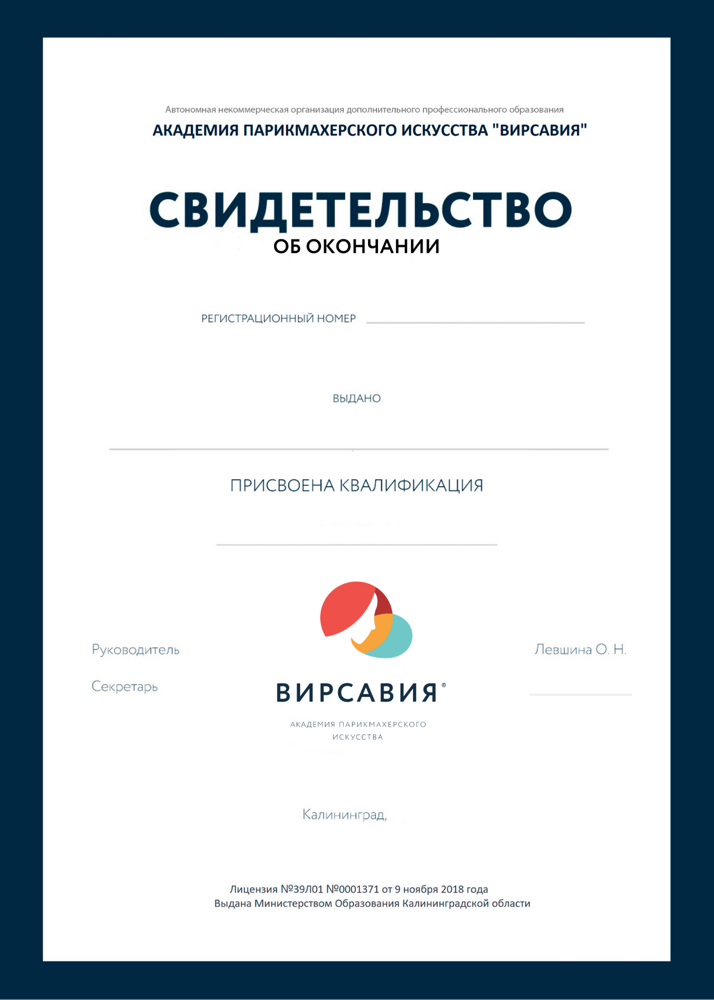 Автономная некоммерческая организация дополнительного профессионального образования
АКАДЕМИЯ ПАРИКМАХЕРСКОГО ИСКУССТВА "ВИРСАВИЯ"
СВИДЕТЕЛЬСТВО
ОБ ОКОНЧАНИИ
РЕГИСТРАЦИОННЫЙ НОМЕР
ВЫДАНО
ПРИСВОЕНА КВАЛИФИКАЦИЯ
Руководитель
Левшина О. Н.
Секретарь
ВИРСАВИЯ®
АКАДЕМИЯ ПАРИКМАХЕРСКОГО
ИСКУССТВА
Калининград,
Лицензия №39Л01 №0001371 от 9 ноября 2018 года
Выдана Министерством Образования Калининградской области